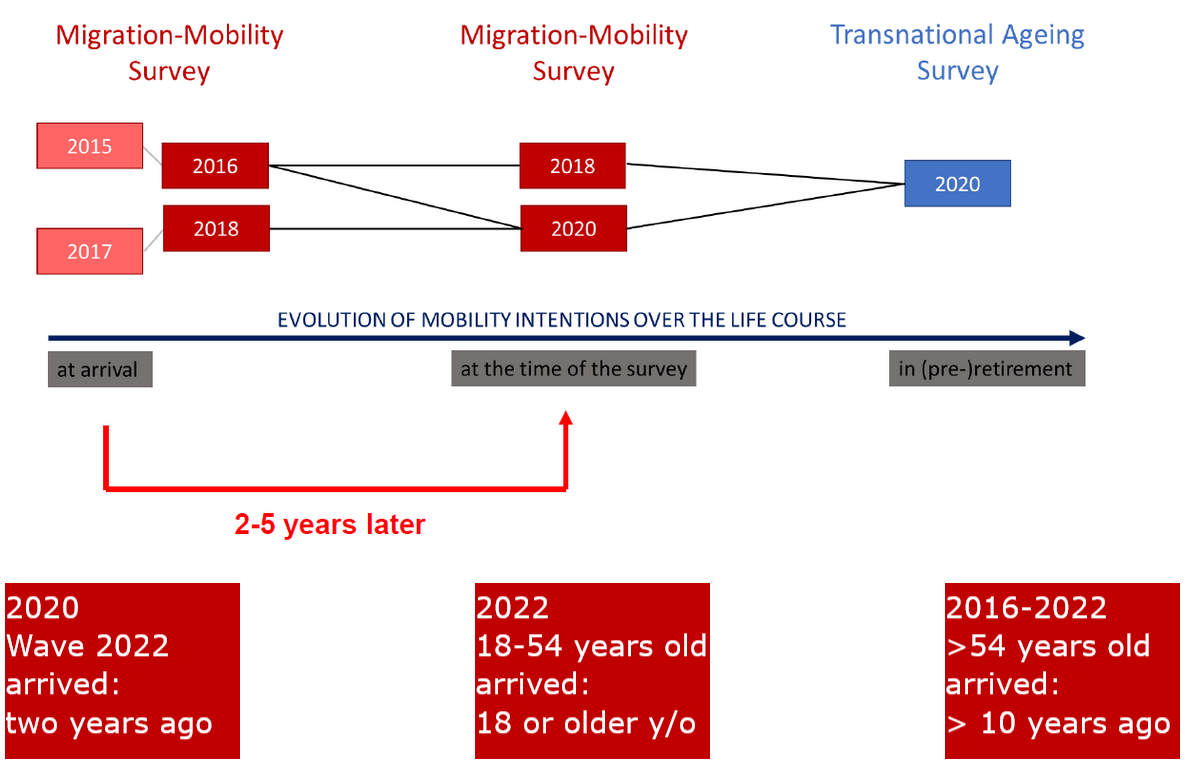 Migration-Mobility
Survey
Migration-Mobility
Survey
Transnational Ageing
Survey
2015
2016
2018
2020
2018
2020
2017
EVOLUTION OF MOBILITY INTENTIONS OVER THE LIFE COURSE
at arrival
at the time of the survey
in (pre-)retirement
2-5 years later
2020
Wave 2022
arrived:
two years ago
2022
18-54 years old
arrived:
18 or older y/o
2016-2022
>54 years old
arrived:
> 10 years ago